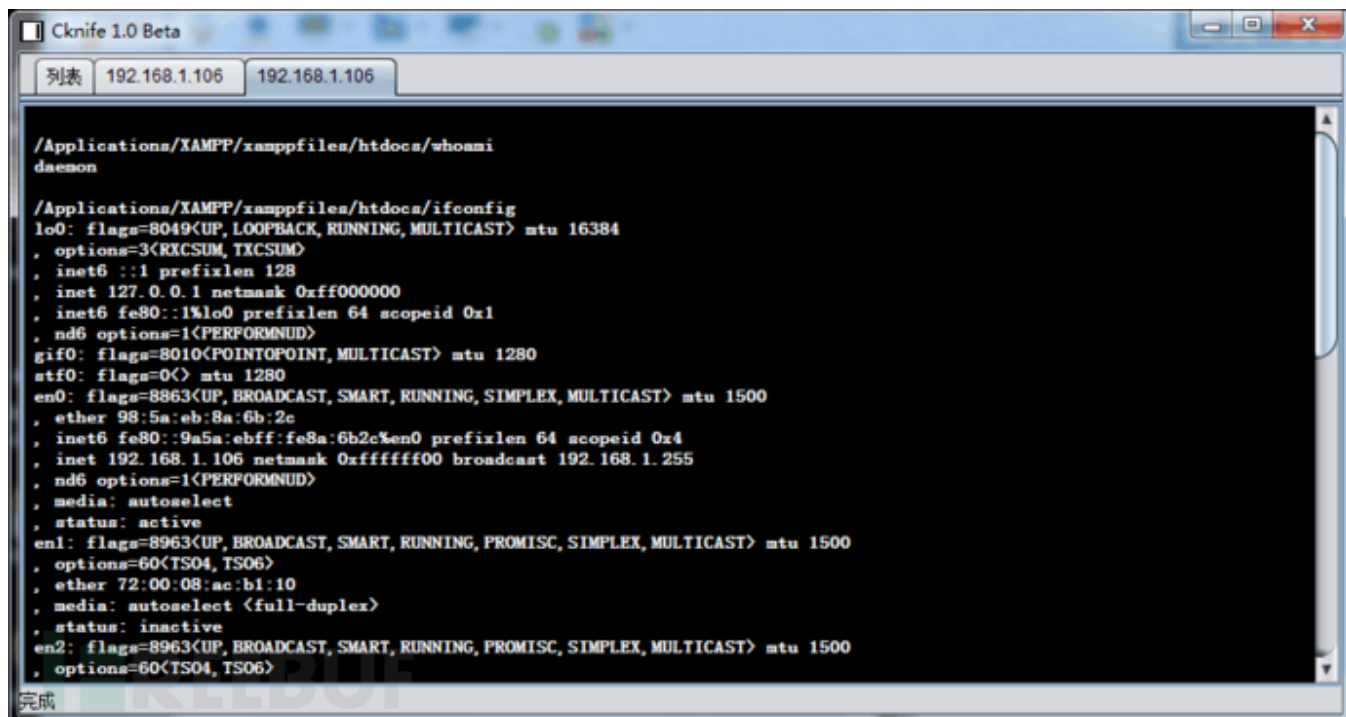 Cknife 1.0 Beta
列表 192.168.1.106 192.168.1.106
/Applications/XAMPP/xamppfiles/htdocs/whoami
daemon
/Applications/XAMPP/xamppfiles/htdocs/ifconfig
lo0: flags=8049<UP,LOOPBACK,RUNNING,MULTICAST> mtu 16384
, options=3<RXCSUM,TXCSUM>
, inet6 ::1 prefixlen 128
, inet 127.0.0.1 netmask 0xff000000
, inet6 fe80::1%lo0 prefixlen 64 scopeid 0x1
, nd6 options=1<PERFORMNUD>
gif0: flags=8010<POINTOPOINT,MULTICAST> mtu 1280
stf0: flags=0<> mtu 1280
en0: flags=8863<UP,BROADCAST,SMART,RUNNING,SIMPLEX,MULTICAST> mtu 1500
, ether 98:5a:eb:8a:6b:2c
, inet6 fe80::9a5a:ebff:fe8a:6b2c%en0 prefixlen 64 scopeid 0x4
, inet 192.168.1.106 netmask 0xffffff00 broadcast 192.168.1.255
, nd6 options=1<PERFORMNUD>
, media: autoselect
, status: active
en1: flags=8963<UP,BROADCAST,SMART,RUNNING,PROMISC,SIMPLEX,MULTICAST> mtu 1500
, options=60<TSO4,TSO6>
, ether 72:00:08:ac:b1:10
, media: autoselect <full-duplex>
, status: inactive
en2: flags=8963<UP,BROADCAST,SMART,RUNNING,PROMISC,SIMPLEX,MULTICAST> mtu 1500
, options=60<TSO4,TSO6>
REEBUF
完成